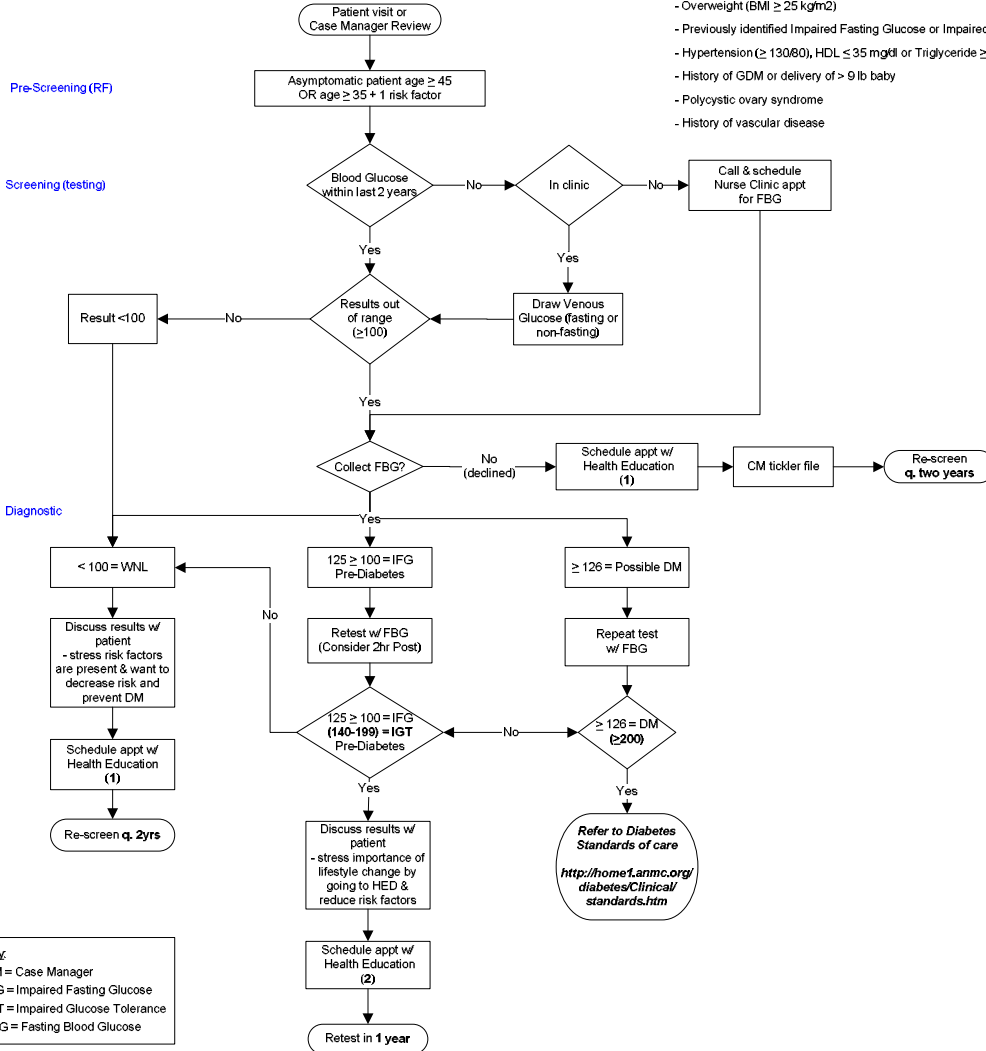 Patient visit or
Case Manager Review
- Overweight (BMI ≥ 25 kg/m2)
- Previously identified Impaired Fasting Glucose or Impaired
- Hypertension (≥ 130/80), HDL ≤ 35 mg/dl or Triglyceride ≥
- History of GDM or delivery of > 9 lb baby
- Polycystic ovary syndrome
- History of vascular disease
Pre-Screening (RF)
Asymptomatic patient age ≥ 45
OR age ≥ 35 + 1 risk factor
Screening (testing)
Blood Glucose
within last 2 years
No
In clinic
No
Call & schedule
Nurse Clinic appt
for FBG
Yes
Yes
Result <100
No
Results out
of range
(≥100)
Draw Venous
Glucose (fasting or
non-fasting)
Yes
Collect FBG?
No
(declined)
Schedule appt w/
Health Education
(1)
CM tickler file
Re-screen
q. two years
Diagnostic
Yes
< 100 = WNL
125 ≥ 100 = IFG
Pre-Diabetes
≥ 126 = Possible DM
No
Discuss results w/
patient
- stress risk factors
are present & want to
decrease risk and
prevent DM
Retest w/ FBG
(Consider 2hr Post)
Repeat test
w/ FBG
125 ≥ 100 = IFG
(140-199) = IGT
Pre-Diabetes
No
≥ 126 = DM
(≥200)
Schedule appt w/
Health Education
(1)
Yes
Yes
Re-screen q. 2yrs
Discuss results w/
patient
- stress importance of
lifestyle change by
going to HED &
reduce risk factors
Refer to Diabetes
Standards of care
http://home1.anmc.org/
diabetes/Clinical/
standards.htm
Schedule appt w/
Health Education
(2)
Retest in 1 year
= Case Manager
= Impaired Fasting Glucose
= Impaired Glucose Tolerance
= Fasting Blood Glucose